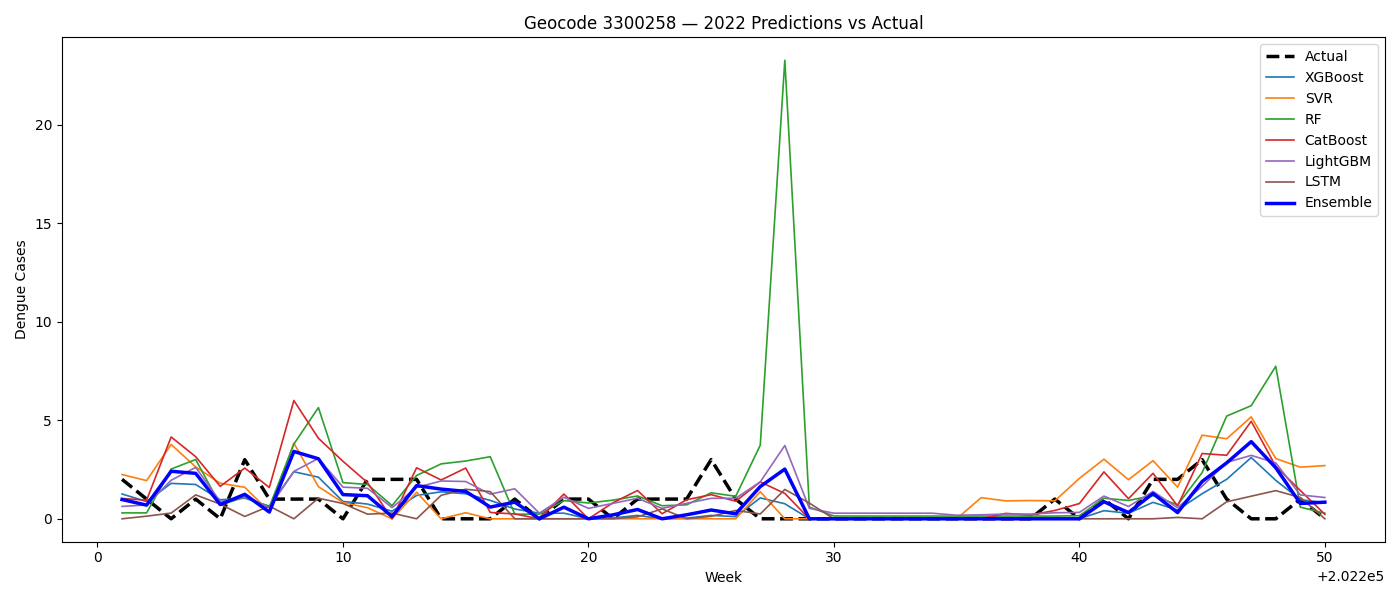 Geocode 3300258 — 2022 Predictions vs Actual
Dengue Cases
20
15
10
5
0
Actual
XGBoost
SVR
RF
CatBoost
LightGBM
LSTM
Ensemble
0
10
20
30
40
50
Week
+2.022e5